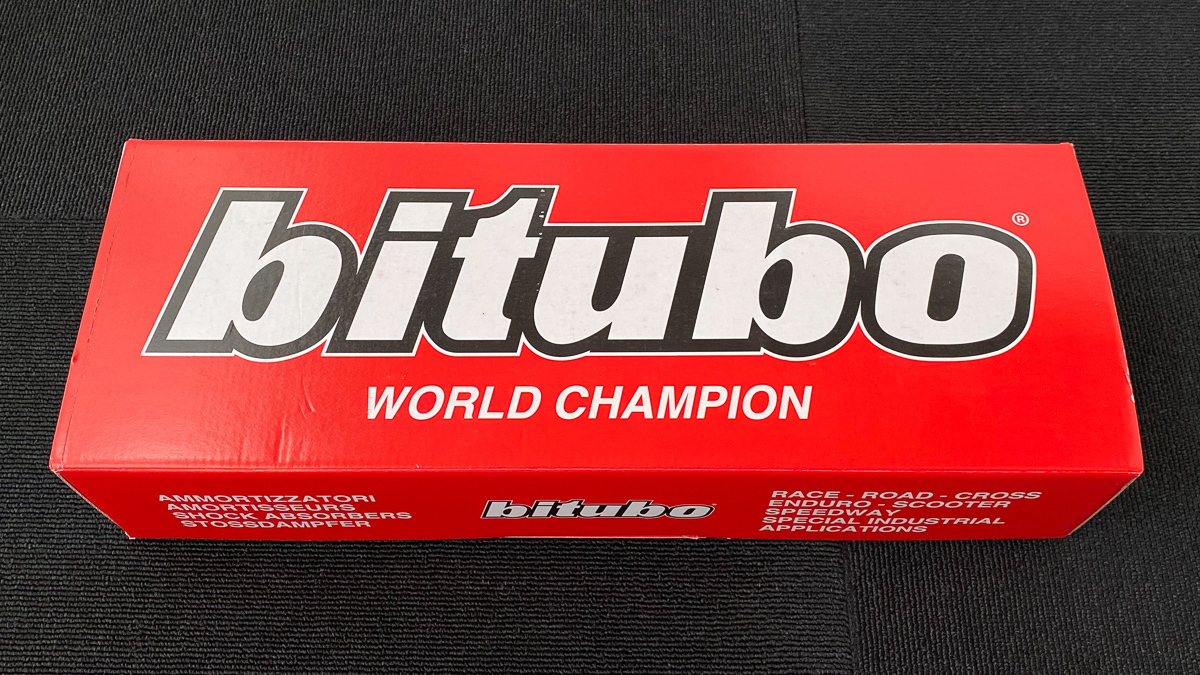 bitubo®
WORLD CHAMPION
AMMORTIZZATORI
AMORTISSEURS
SHOCK ABSORBERS
STOSSDAMPFER
bitubo
RACE - ROAD - CROSS
ENDURO - SCOOTER
SPEEDWAY
SPECIAL INDUSTRIAL
APPLICATIONS